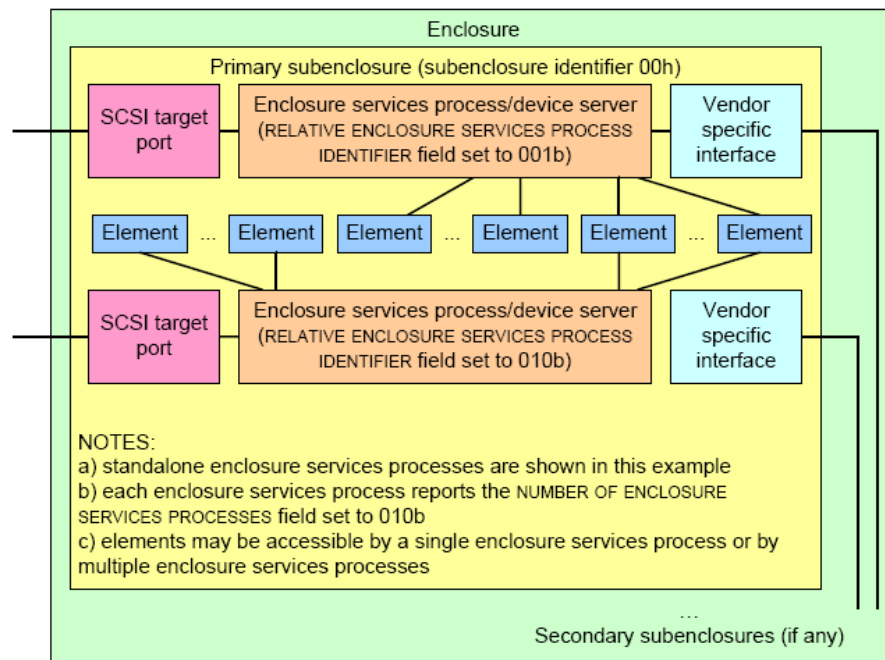 Enclosure
Primary subenclosure (subenclosure identifier 00h)
SCSI target
port
Enclosure services process/device server
(RELATIVE ENCLOSURE SERVICES PROCESS
IDENTIFIER field set to 001b)
Vendor
specific
interface
Element ... Element Element ... Element Element ... Element
SCSI target
port
Enclosure services process/device server
(RELATIVE ENCLOSURE SERVICES PROCESS
IDENTIFIER field set to 010b)
Vendor
specific
interface
NOTES:
a) standalone enclosure services processes are shown in this example
b) each enclosure services process reports the NUMBER OF ENCLOSURE
SERVICES PROCESSES field set to 010b
c) elements may be accessible by a single enclosure services process or by
multiple enclosure services processes
...
Secondary subenclosures (if any)